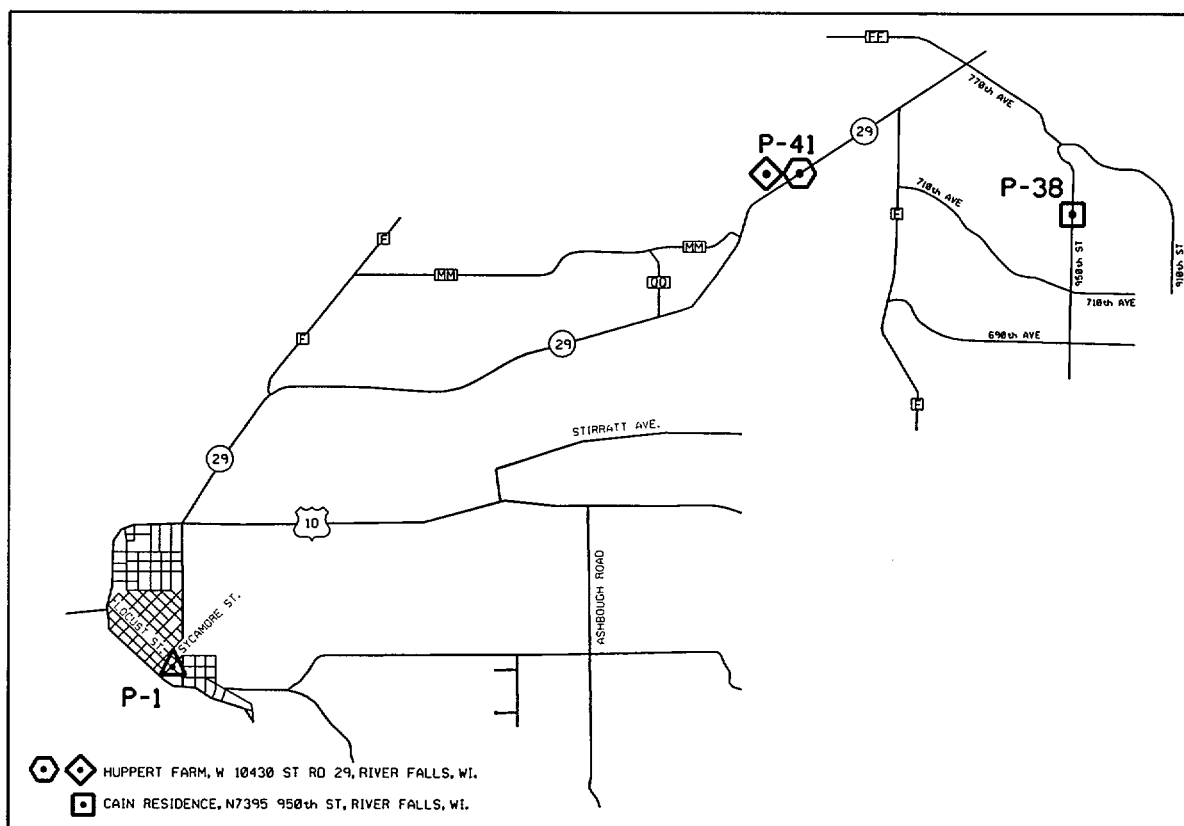 FF
770th AVE
29
P-41
P-38
710th AVE
F
950th ST
910th ST
F
MM
MM
OO
710th AVE
F
29
690th AVE
F
STIRRATT AVE.
29
10
ASHBOUGH ROAD
LOCUST ST.
SYCAMORE ST.
P-1
HUPPERT FARM, W 10430 ST RD 29, RIVER FALLS, WI.
CAIN RESIDENCE, N7395 950th ST, RIVER FALLS, WI.